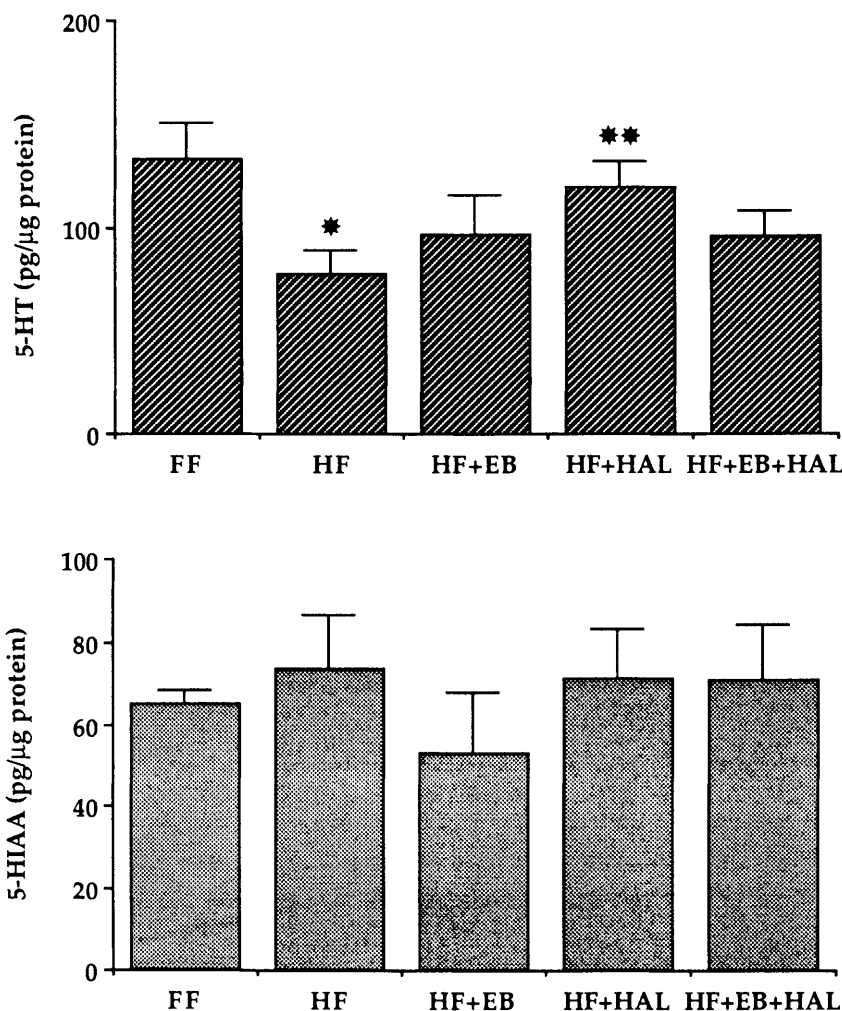 200
100
0
5-HT (pg/μg protein)
*
**
FF HF HF+EB HF+HAL HF+EB+HAL
100
80
60
40
20
0
5-HIAA (pg/μg protein)
FF HF HF+EB HF+HAL HF+EB+HAL